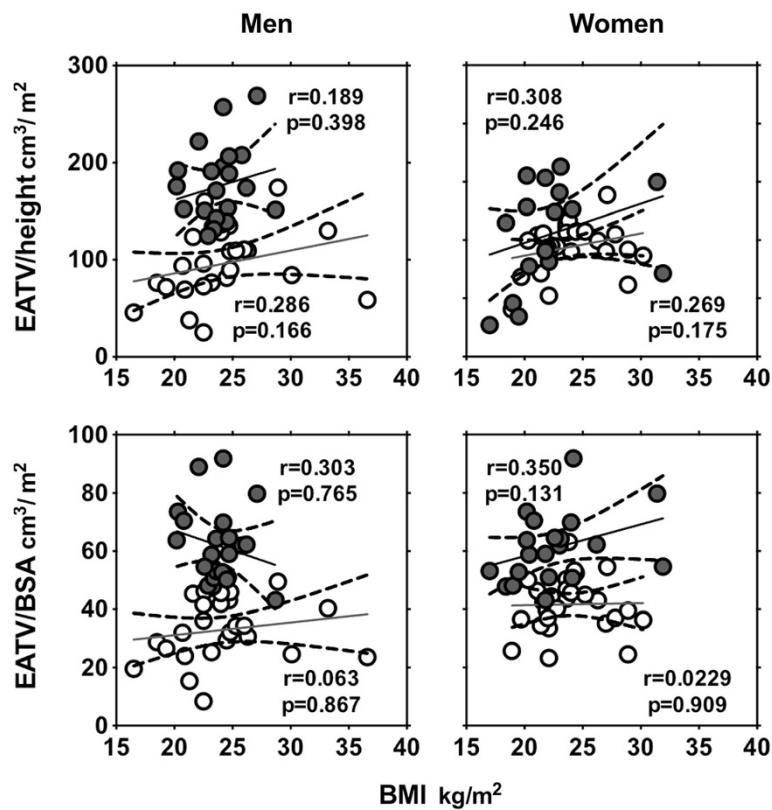 Men
Women
EATV/height cm³/m²
300
200
100
0
r=0.189
p=0.398
r=0.286
p=0.166
15 20 25 30 35 40
r=0.308
p=0.246
r=0.269
p=0.175
15 20 25 30 35 40
EATV/BSA cm³/m²
100
80
60
40
20
0
r=0.303
p=0.765
r=0.063
p=0.867
15 20 25 30 35 40
r=0.350
p=0.131
r=0.0229
p=0.909
15 20 25 30 35 40
BMI kg/m²